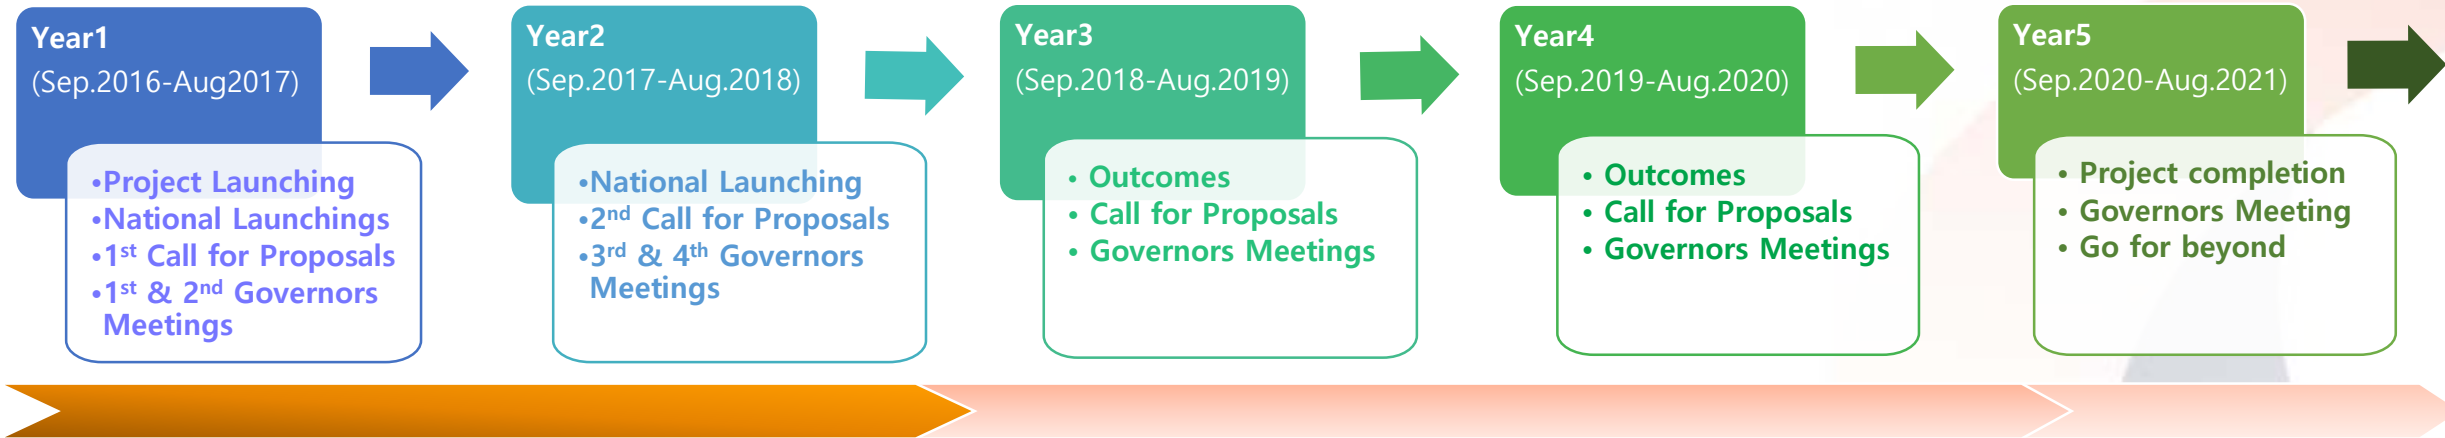 Year1
(Sep.2016-Aug2017)
•Project Launching
•National Launchings
•1st Call for Proposals
•1st & 2nd Governors
Meetings
Year2
(Sep.2017-Aug.2018)
•National Launching
•2nd Call for Proposals
•3rd & 4th Governors
Meetings
Year3
(Sep.2018-Aug.2019)
• Outcomes
• Call for Proposals
• Governors Meetings
Year4
(Sep.2019-Aug.2020)
• Outcomes
• Call for Proposals
• Governors Meetings
Year5
(Sep.2020-Aug.2021)
• Project completion
• Governors Meeting
• Go for beyond